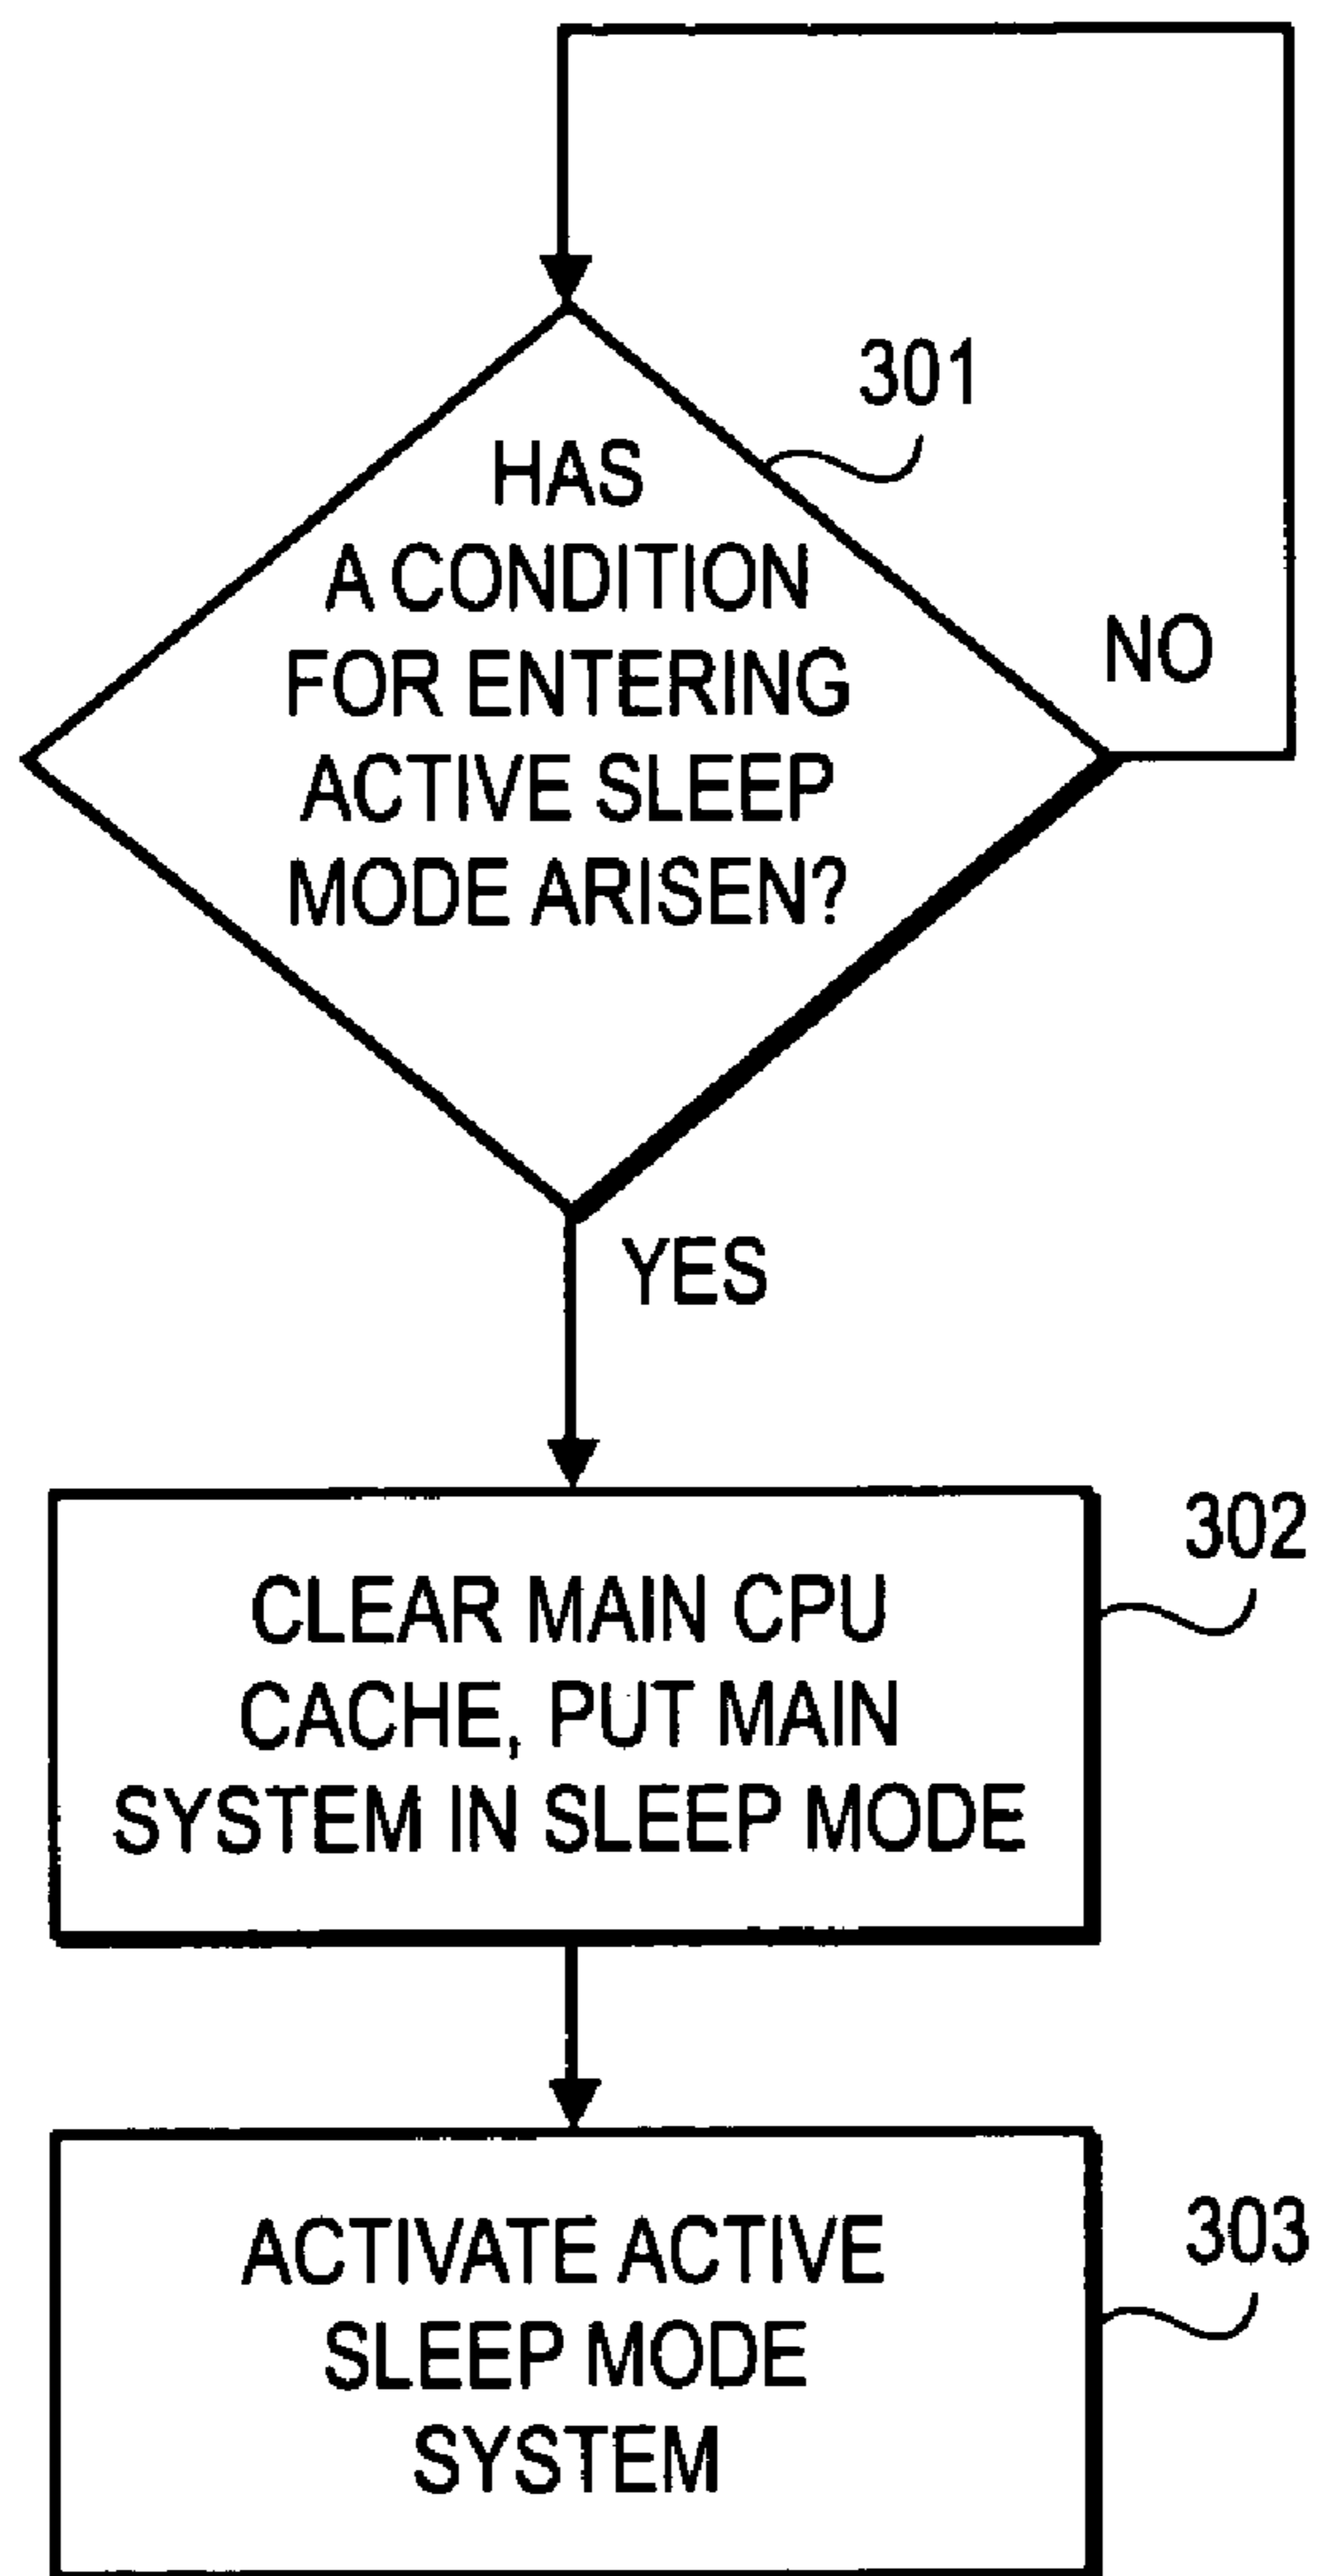 301
HAS
A CONDITION
FOR ENTERING
ACTIVE SLEEP
MODE ARISEN?
NO
YES
302
CLEAR MAIN CPU
CACHE, PUT MAIN
SYSTEM IN SLEEP MODE
303
ACTIVATE ACTIVE
SLEEP MODE
SYSTEM